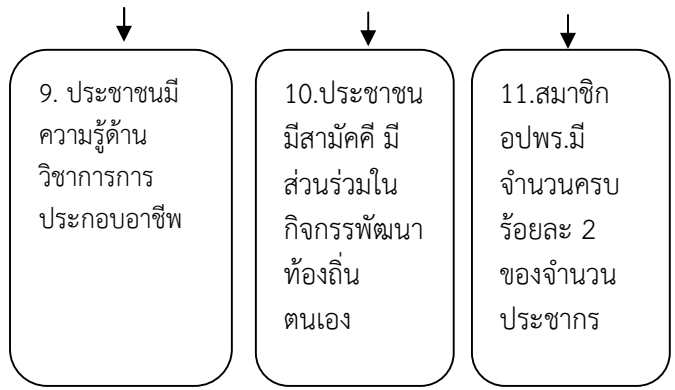 9. ประชาชนมี
ความรู้ด้าน
วิชาการการ
ประกอบอาชีพ
10.ประชาชน
มีสามัคคี มี
ส่วนร่วมใน
กิจกรรพัฒนา
ท้องถิ่น
ตนเอง
11.สมาชิก
อปพร.มี
จำนวนครบ
ร้อยละ 2
ของจำนวน
ประชากร